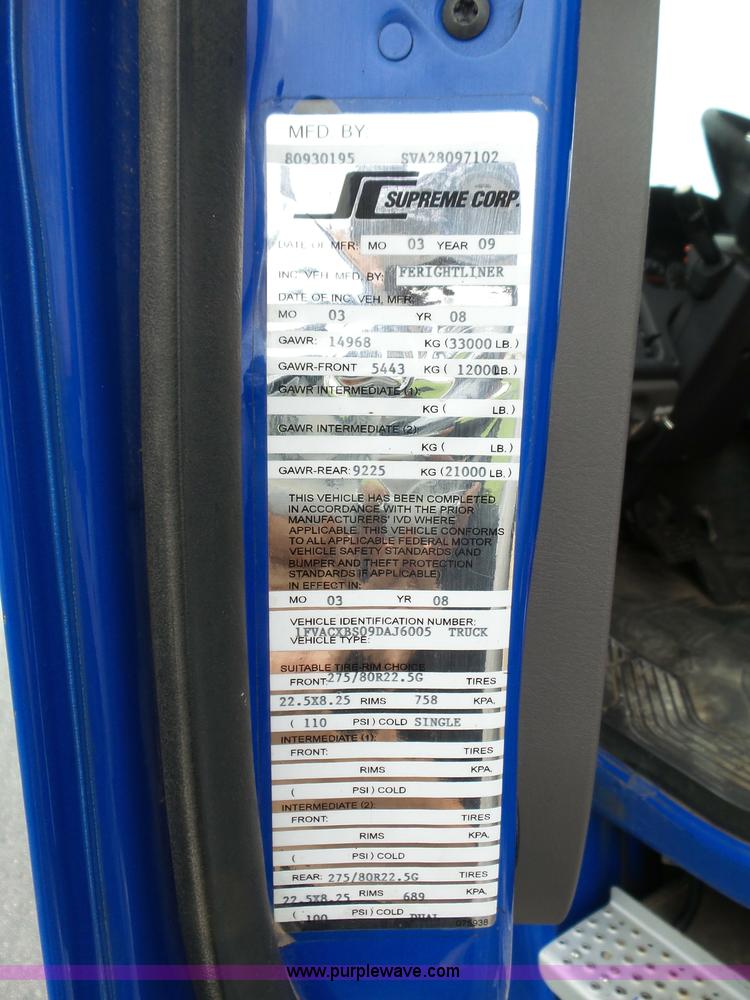 MFD BY
80930195 SVA28097102
SUPREME CORP.
DATE OF MFR: MO 03 YEAR 09
INC VEH MFD. BY: FERIGHTLINER
DATE OF INC. VEH. MFR:
MO 03 YR 08
GAWR: 14968 KG (33000 LB.)
GAWR-FRONT 5443 KG ( 12000LB.)
GAWR INTERMEDIATE (1):
KG ( LB.)
GAWR INTERMEDIATE (2):
KG ( LB.)
GAWR-REAR: 9225 KG (21000 LB.)
THIS VEHICLE HAS BEEN COMPLETED
IN ACCORDANCE WITH THE PRIOR
MANUFACTURERS' IVD WHERE
APPLICABLE. THIS VEHICLE CONFORMS
TO ALL APPLICABLE FEDERAL MOTOR
VEHICLE SAFETY STANDARDS (AND
BUMPER AND THEFT PROTECTION
STANDARDS IF APPLICABLE)
IN EFFECT IN:
MO 03 YR 08
VEHICLE IDENTIFICATION NUMBER:
1FVACXBS09DAJ6005 TRUCK
VEHICLE TYPE:
SUITABLE TIRE-RIM CHOICE
FRONT: 275/80R22.5G TIRES
22.5X8.25 RIMS 758 KPA.
( 110 PSI ) COLD SINGLE
INTERMEDIATE (1):
FRONT: TIRES
RIMS KPA.
( PSI ) COLD
INTERMEDIATE (2):
FRONT: TIRES
RIMS KPA.
( PSI ) COLD
REAR: 275/80R22.5G TIRES
22.5X8.25 RIMS 689 KPA.
( 100 PSI ) COLD DUAL
075938
www.purplewave.com